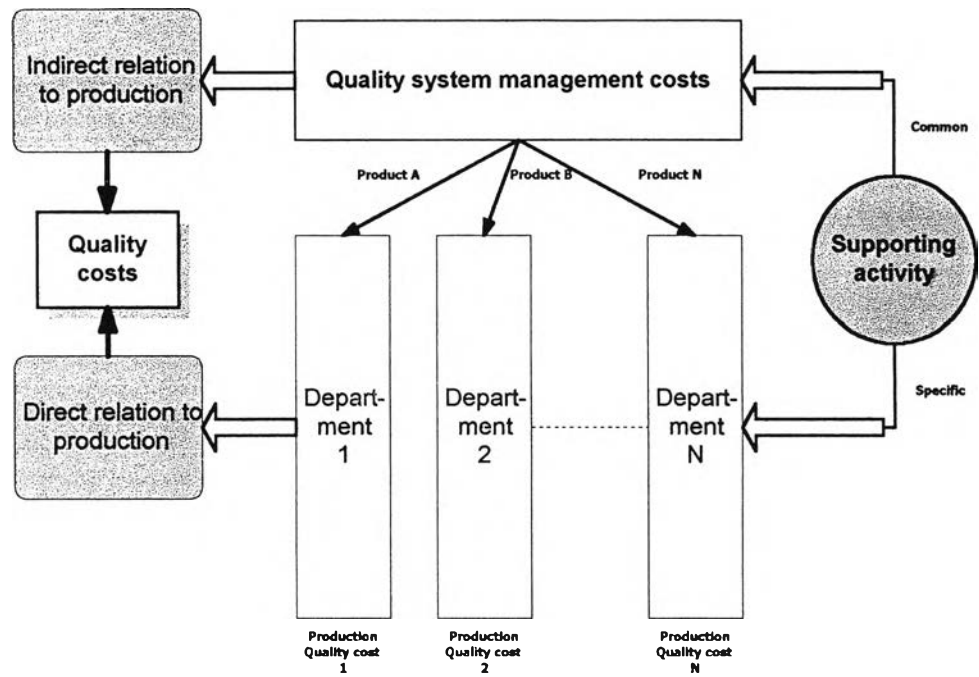 Indirect relation
to production
Quality system management costs
Common
Product A
Product B
Product N
Quality
costs
Supporting
activity
Direct relation to
production
Depart-
ment
1
Depart-
ment
2
Depart-
ment
N
Specific
Production
Quality cost
1
Production
Quality cost
2
Production
Quality cost
N